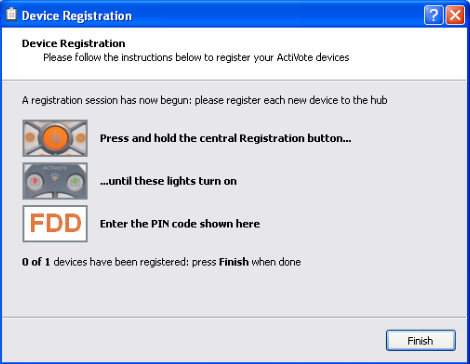 Device Registration
Device Registration
Please follow the instructions below to register your ActiVote devices
A registration session has now begun: please register each new device to the hub
Press and hold the central Registration button...
ACTIVOTE
...until these lights turn on
FDD
Enter the PIN code shown here
0 of 1 devices have been registered: press Finish when done
Finish